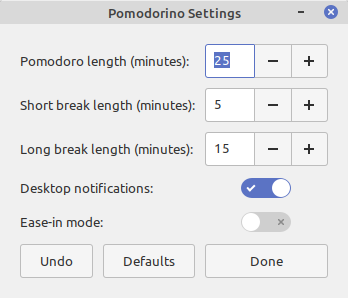 Pomodorino Settings
Pomodoro length (minutes): 25
Short break length (minutes): 5
Long break length (minutes): 15
Desktop notifications:
Ease-in mode:
Undo Defaults Done